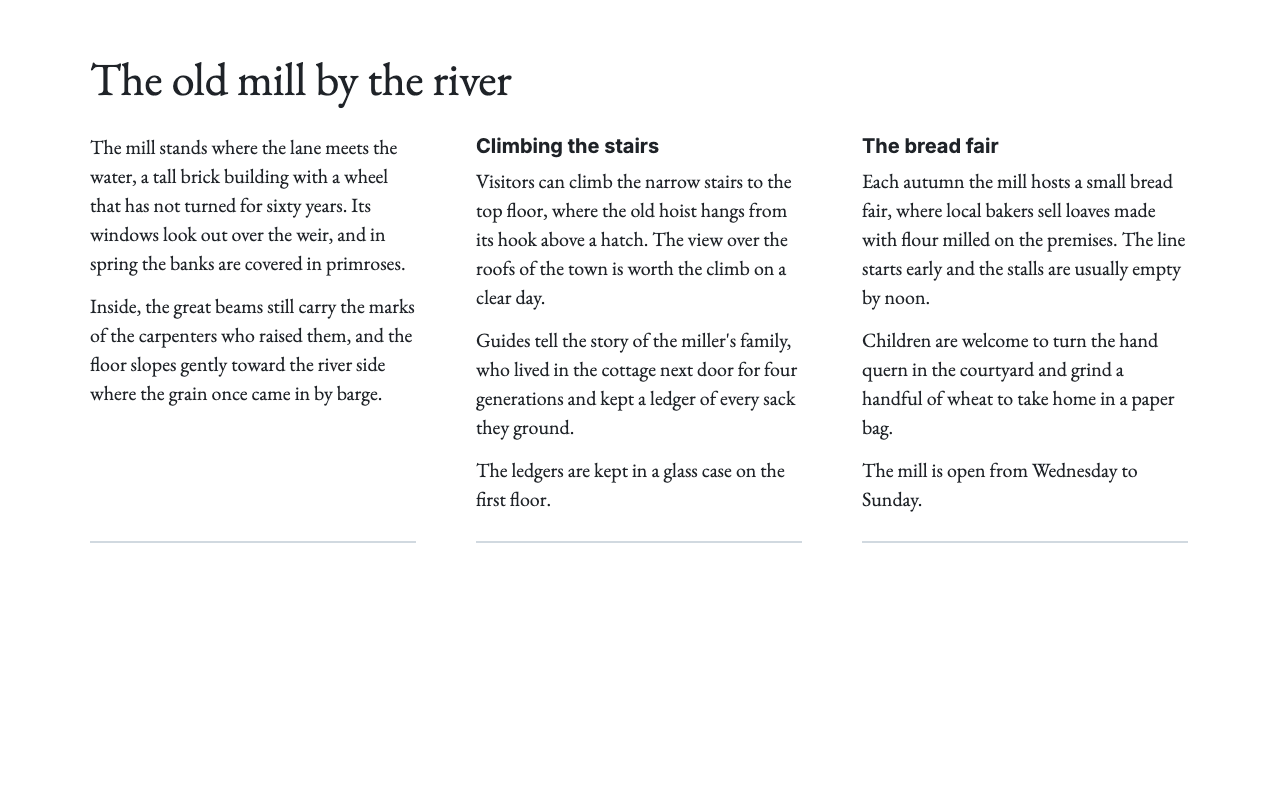 The old mill by the river
The mill stands where the lane meets the
water, a tall brick building with a wheel
that has not turned for sixty years. Its
windows look out over the weir, and in
spring the banks are covered in primroses.
Inside, the great beams still carry the marks
of the carpenters who raised them, and the
floor slopes gently toward the river side
where the grain once came in by barge.
Climbing the stairs
Visitors can climb the narrow stairs to the
top floor, where the old hoist hangs from
its hook above a hatch. The view over the
roofs of the town is worth the climb on a
clear day.
Guides tell the story of the miller's family,
who lived in the cottage next door for four
generations and kept a ledger of every sack
they ground.
The ledgers are kept in a glass case on the
first floor.
The bread fair
Each autumn the mill hosts a small bread
fair, where local bakers sell loaves made
with flour milled on the premises. The line
starts early and the stalls are usually empty
by noon.
Children are welcome to turn the hand
quern in the courtyard and grind a
handful of wheat to take home in a paper
bag.
The mill is open from Wednesday to
Sunday.